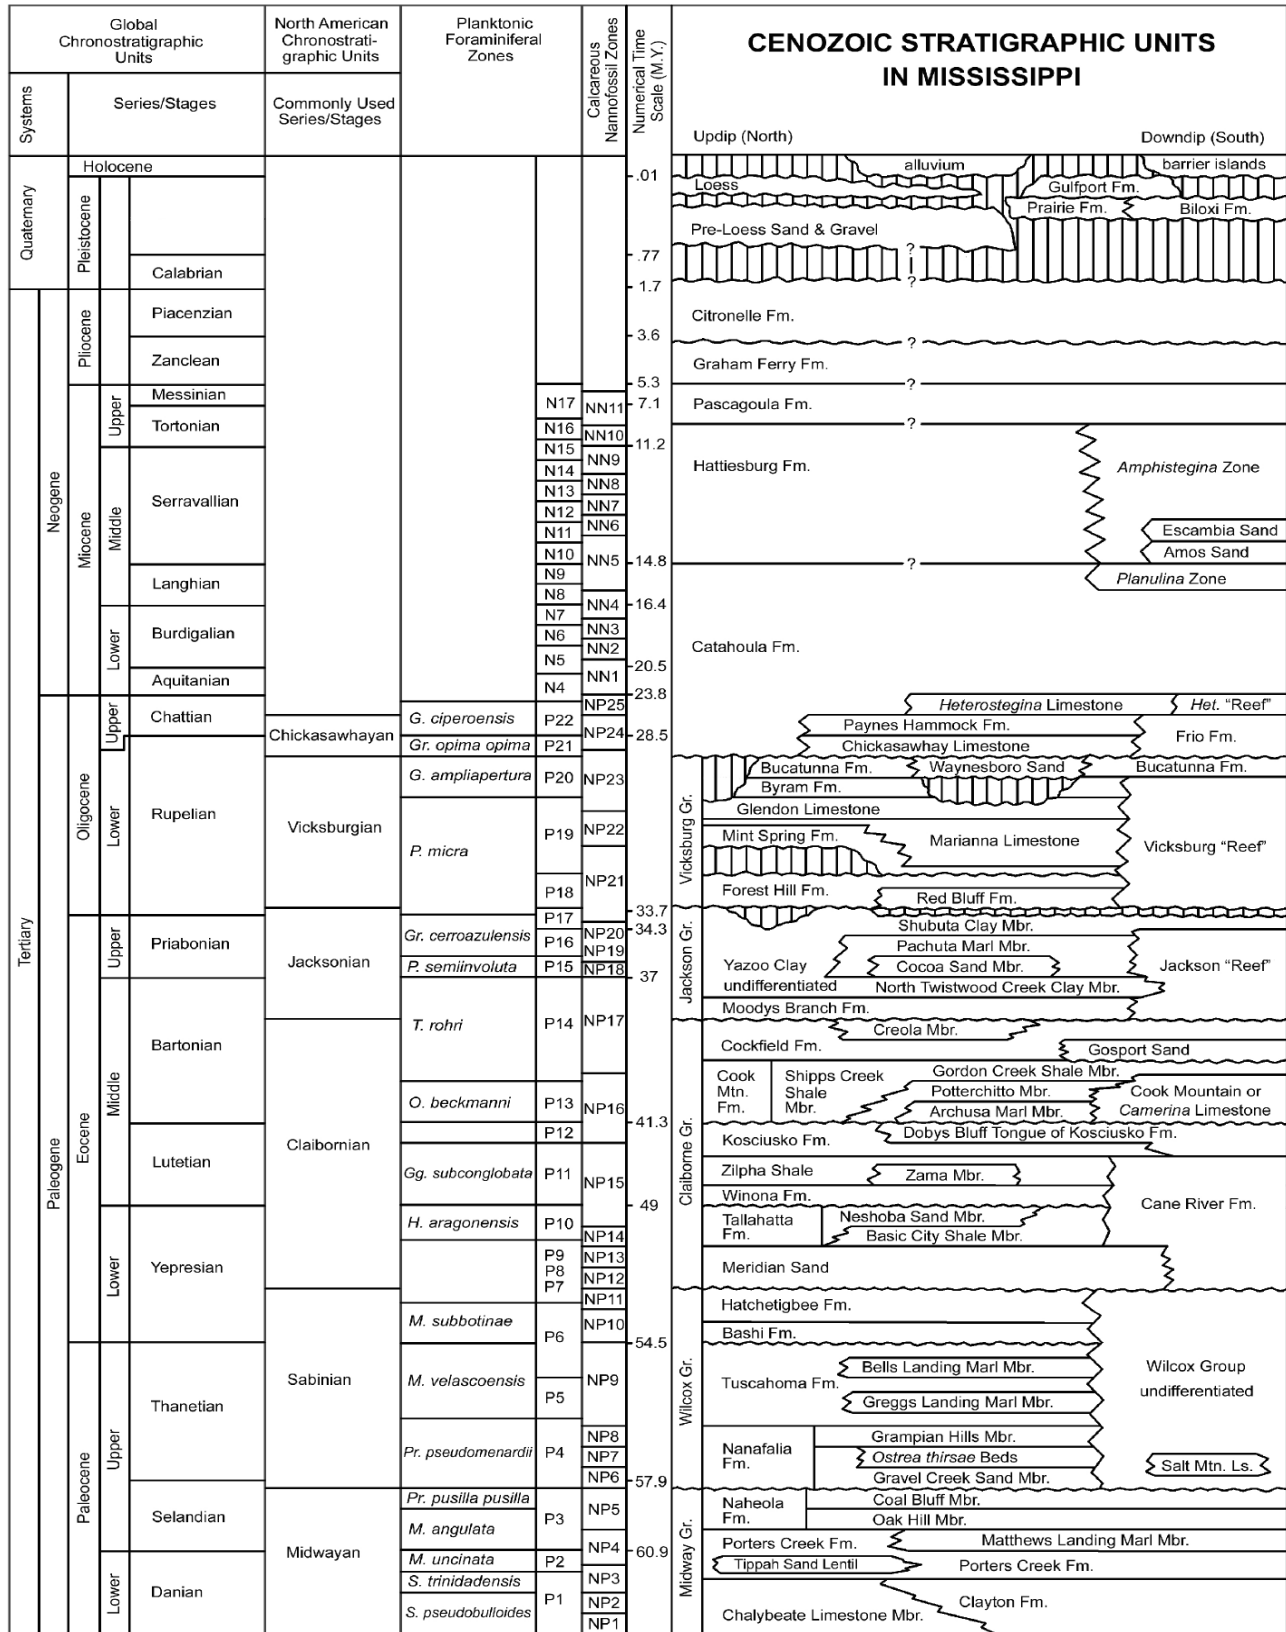 Global
Chronostratigraphic
Units
North American
Chronostrati-
graphic Units
Planktonic
Foraminiferal
Zones
Calcareous
Nannofossil Zones
Numerical Time
Scale (M.Y.)
CENOZOIC STRATIGRAPHIC UNITS
IN MISSISSIPPI
Systems
Series/Stages
Commonly Used
Series/Stages
Updip (North)
Downdip (South)
Quaternary
Tertiary
Neogene
Paleogene
Holocene
Pleistocene
Calabrian
Pliocene
Piacenzian
Zanclean
Miocene
Upper
Messinian
Tortonian
Middle
Serravallian
Langhian
Lower
Burdigalian
Aquitanian
Oligocene
Upper
Chattian
Lower
Rupelian
Eocene
Upper
Priabonian
Middle
Bartonian
Lutetian
Lower
Yepresian
Paleocene
Upper
Thanetian
Selandian
Lower
Danian
Chickasawhayan
Vicksburgian
Jacksonian
Claibornian
Sabinian
Midwayan
G. ciperoensis
Gr. opima opima
G. ampliapertura
P. micra
Gr. cerroazulensis
P. semiinvoluta
T. rohri
O. beckmanni
Gg. subconglobata
H. aragonensis
M. subbotinae
M. velascoensis
Pr. pseudomenardii
Pr. pusilla pusilla
M. angulata
M. uncinata
S. trinidadensis
S. pseudobulloides
N17
N16
N15
N14
N13
N12
N11
N10
N9
N8
N7
N6
N5
N4
P22
P21
P20
P19
P18
P17
P16
P15
P14
P13
P12
P11
P10
P9
P8
P7
P6
P5
P4
P3
P2
P1
NN11
NN10
NN9
NN8
NN7
NN6
NN5
NN4
NN3
NN2
NN1
NP25
NP24
NP23
NP22
NP21
NP20
NP19
NP18
NP17
NP16
NP15
NP14
NP13
NP12
NP11
NP10
NP9
NP8
NP7
NP6
NP5
NP4
NP3
NP2
NP1
.01
.77
1.7
3.6
5.3
7.1
11.2
14.8
16.4
20.5
23.8
28.5
33.7
34.3
37
41.3
49
54.5
57.9
60.9
alluvium
barrier islands
Loess
Gulfport Fm.
Prairie Fm.
Biloxi Fm.
Pre-Loess Sand & Gravel
?
?
Citronelle Fm.
?
Graham Ferry Fm.
?
Pascagoula Fm.
?
Hattiesburg Fm.
Amphistegina Zone
Escambia Sand
Amos Sand
?
Planulina Zone
Catahoula Fm.
Heterostegina Limestone
Het. “Reef”
Paynes Hammock Fm.
Chickasawhay Limestone
Frio Fm.
Vicksburg Gr.
Bucatunna Fm.
Waynesboro Sand
Bucatunna Fm.
Byram Fm.
Glendon Limestone
Mint Spring Fm.
Marianna Limestone
Vicksburg “Reef”
Forest Hill Fm.
Red Bluff Fm.
Jackson Gr.
Shubuta Clay Mbr.
Pachuta Marl Mbr.
Yazoo Clay
undifferentiated
Cocoa Sand Mbr.
Jackson “Reef”
North Twistwood Creek Clay Mbr.
Moodys Branch Fm.
Claiborne Gr.
Creola Mbr.
Cockfield Fm.
Gosport Sand
Cook
Mtn.
Fm.
Shipps Creek
Shale
Mbr.
Gordon Creek Shale Mbr.
Potterchitto Mbr.
Archusa Marl Mbr.
Cook Mountain or
Camerina Limestone
Kosciusko Fm.
Dobys Bluff Tongue of Kosciusko Fm.
Zilpha Shale
Zama Mbr.
Winona Fm.
Cane River Fm.
Tallahatta
Fm.
Neshoba Sand Mbr.
Basic City Shale Mbr.
Meridian Sand
Wilcox Gr.
Hatchetigbee Fm.
Bashi Fm.
Bells Landing Marl Mbr.
Tuscahoma Fm.
Greggs Landing Marl Mbr.
Wilcox Group
undifferentiated
Nanafalia
Fm.
Grampian Hills Mbr.
Ostrea thirsae Beds
Gravel Creek Sand Mbr.
Salt Mtn. Ls.
Midway Gr.
Naheola
Fm.
Coal Bluff Mbr.
Oak Hill Mbr.
Porters Creek Fm.
Matthews Landing Marl Mbr.
Tippah Sand Lentil
Porters Creek Fm.
Clayton Fm.
Chalybeate Limestone Mbr.